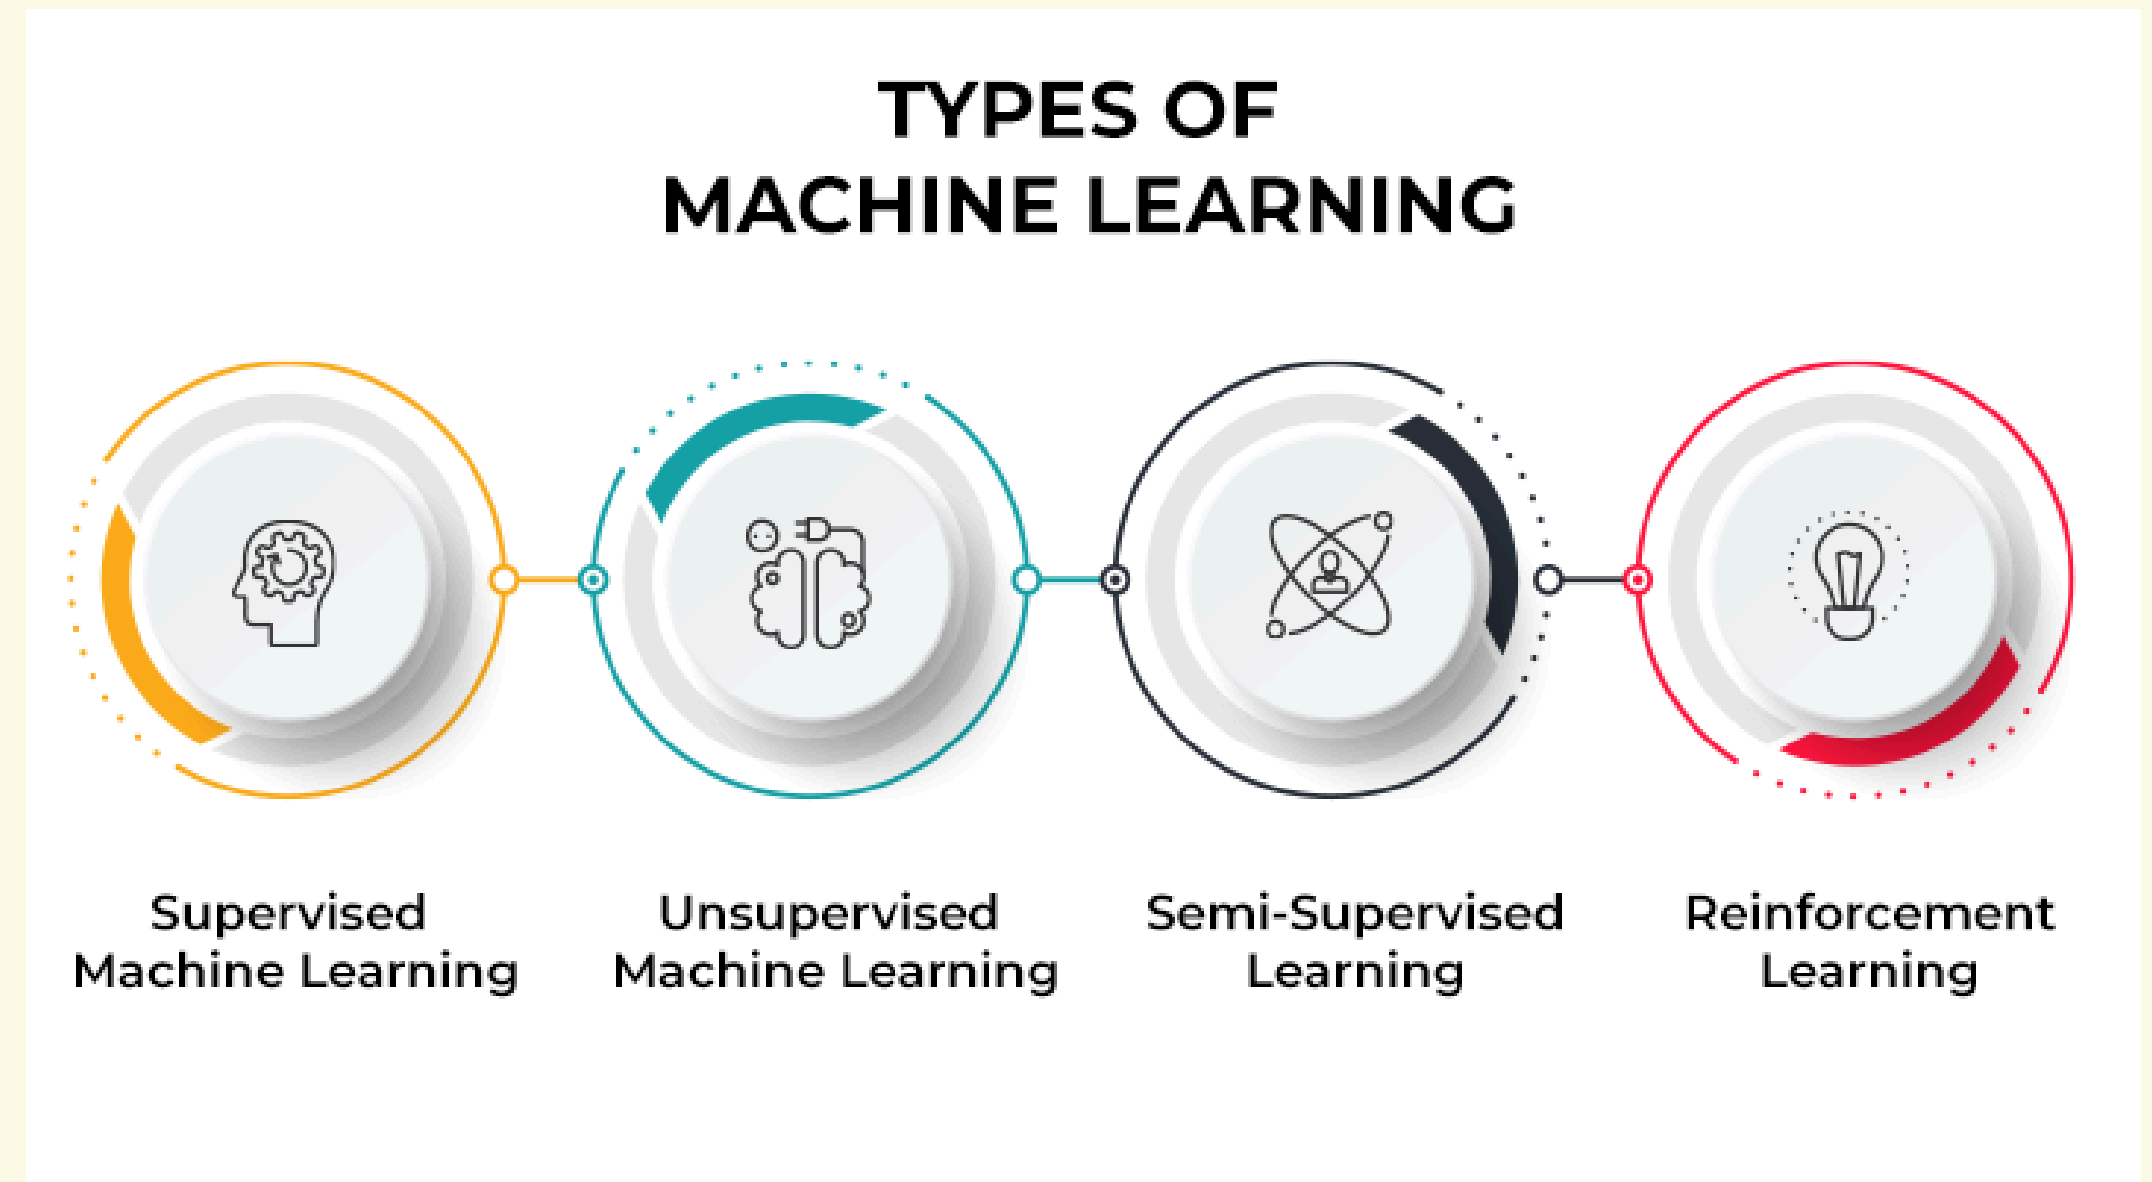 TYPES OF
MACHINE LEARNING
Supervised
Machine Learning
Unsupervised
Machine Learning
Semi-Supervised
Learning
Reinforcement
Learning